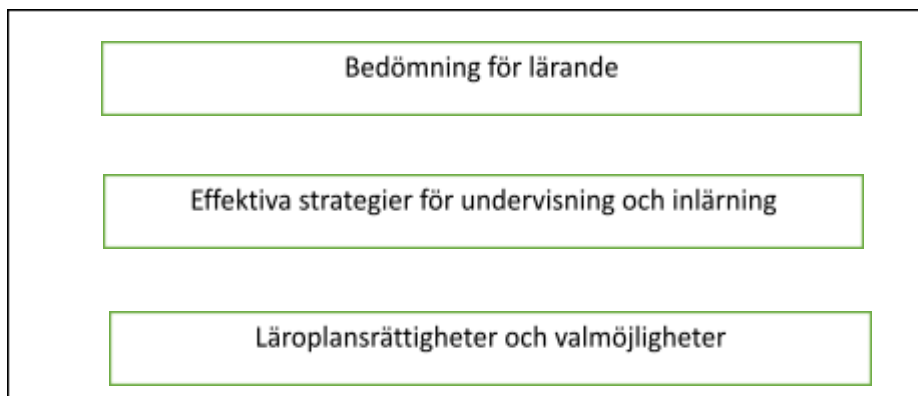 Bedömning för lärande
Effektiva strategier för undervisning och inlärning
Läroplansrättigheter och valmöjligheter